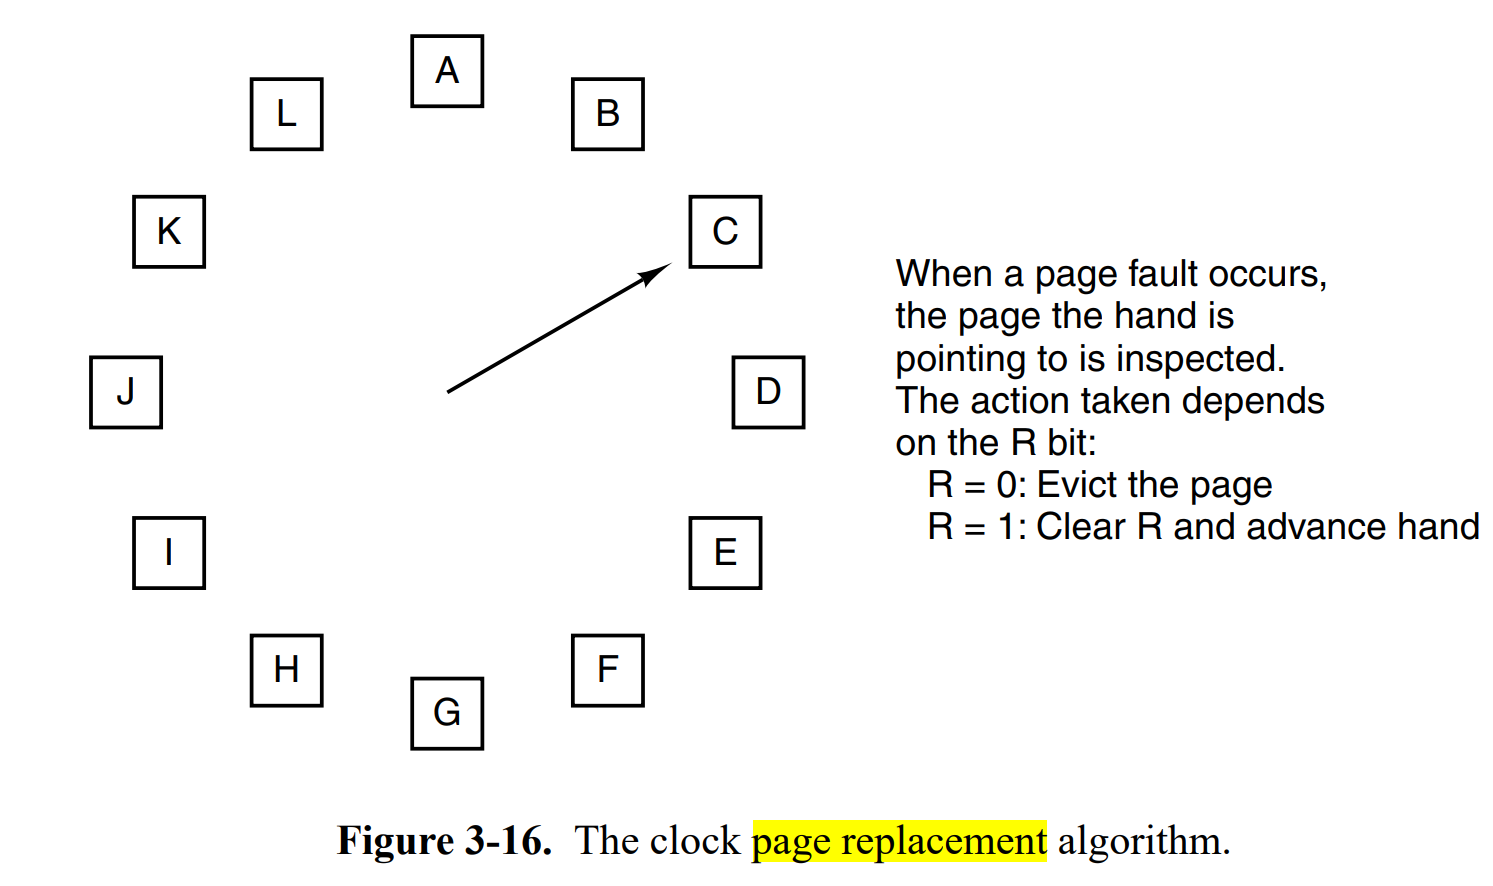 A
L
B
K
C
When a page fault occurs,
the page the hand is
pointing to is inspected.
J
D
The action taken depends
on the R bit:
R = 0: Evict the page
R = 1: Clear R and advance hand
I
E
H
F
G
Figure 3-16. The clock page replacement algorithm.